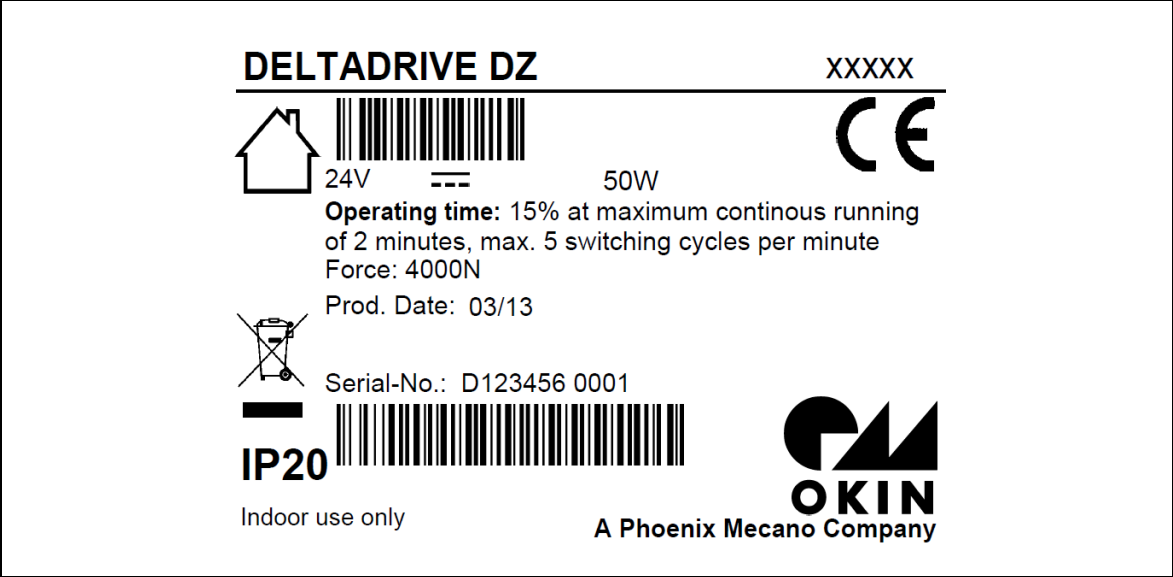 DELTADRIVE DZ XXXXX
CE
24V 50W
Operating time: 15% at maximum continous running
of 2 minutes, max. 5 switching cycles per minute
Force: 4000N
Prod. Date: 03/13
Serial-No.: D123456 0001
IP20
OKIN
Indoor use only
A Phoenix Mecano Company